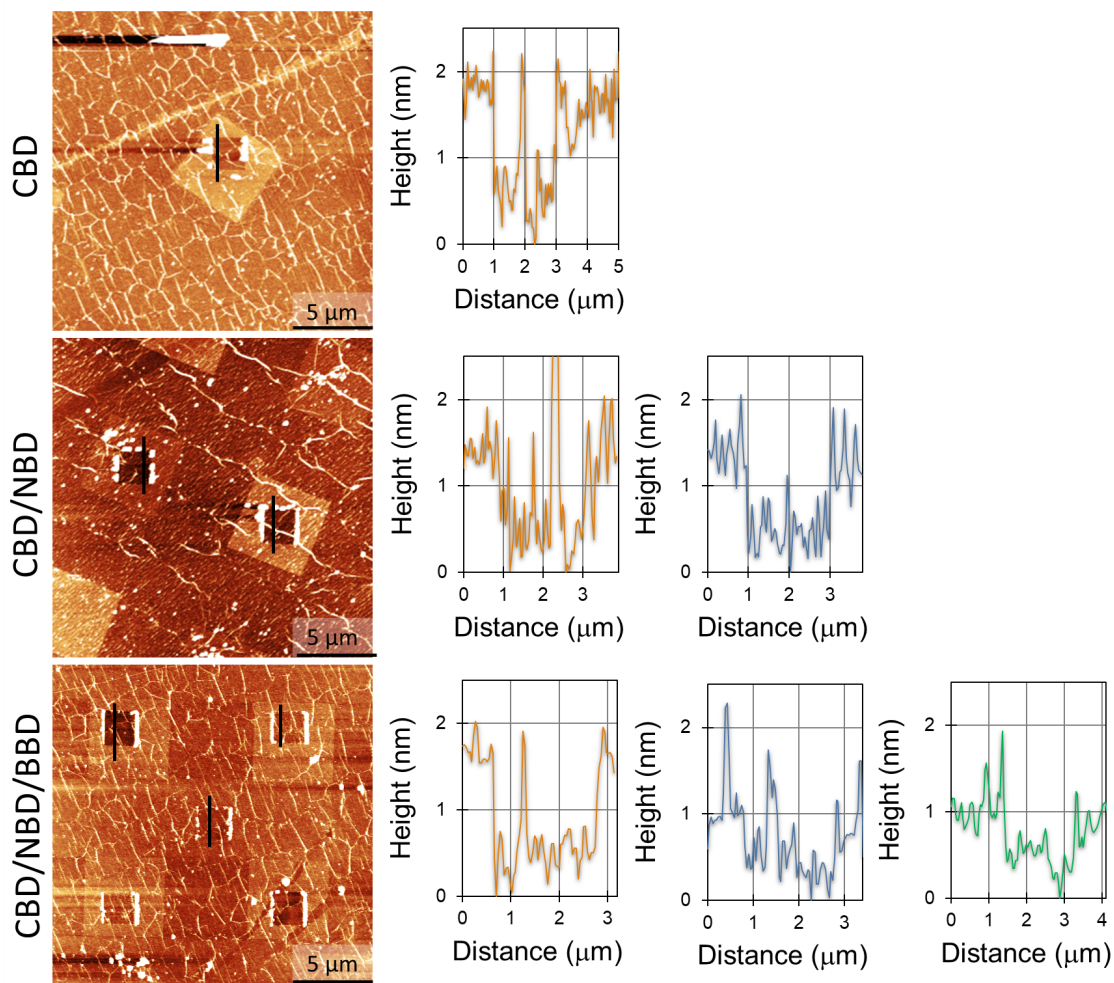 CBD
5 μm
Height (nm)
2
1
0
0 1 2 3 4 5
Distance (μm)
CBD/NBD
5 μm
Height (nm)
2
1
0
0 1 2 3
Distance (μm)
Height (nm)
2
1
0
0 1 2 3
Distance (μm)
CBD/NBD/BBD
5 μm
Height (nm)
2
1
0
0 1 2 3
Distance (μm)
Height (nm)
2
1
0
0 1 2 3
Distance (μm)
Height (nm)
2
1
0
0 1 2 3 4
Distance (μm)